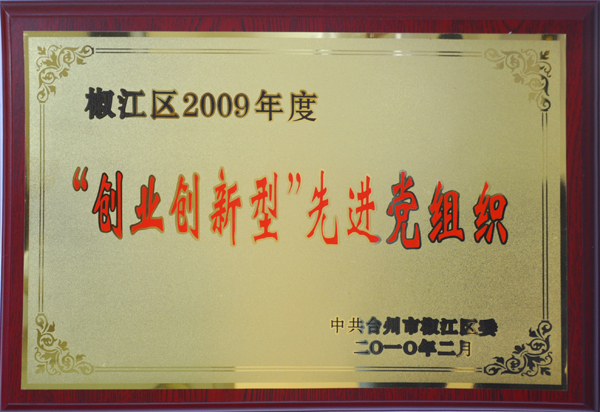 椒江区2009年度
“创业创新型”先进党组织
中共台州市椒江区委
二〇一〇年二月